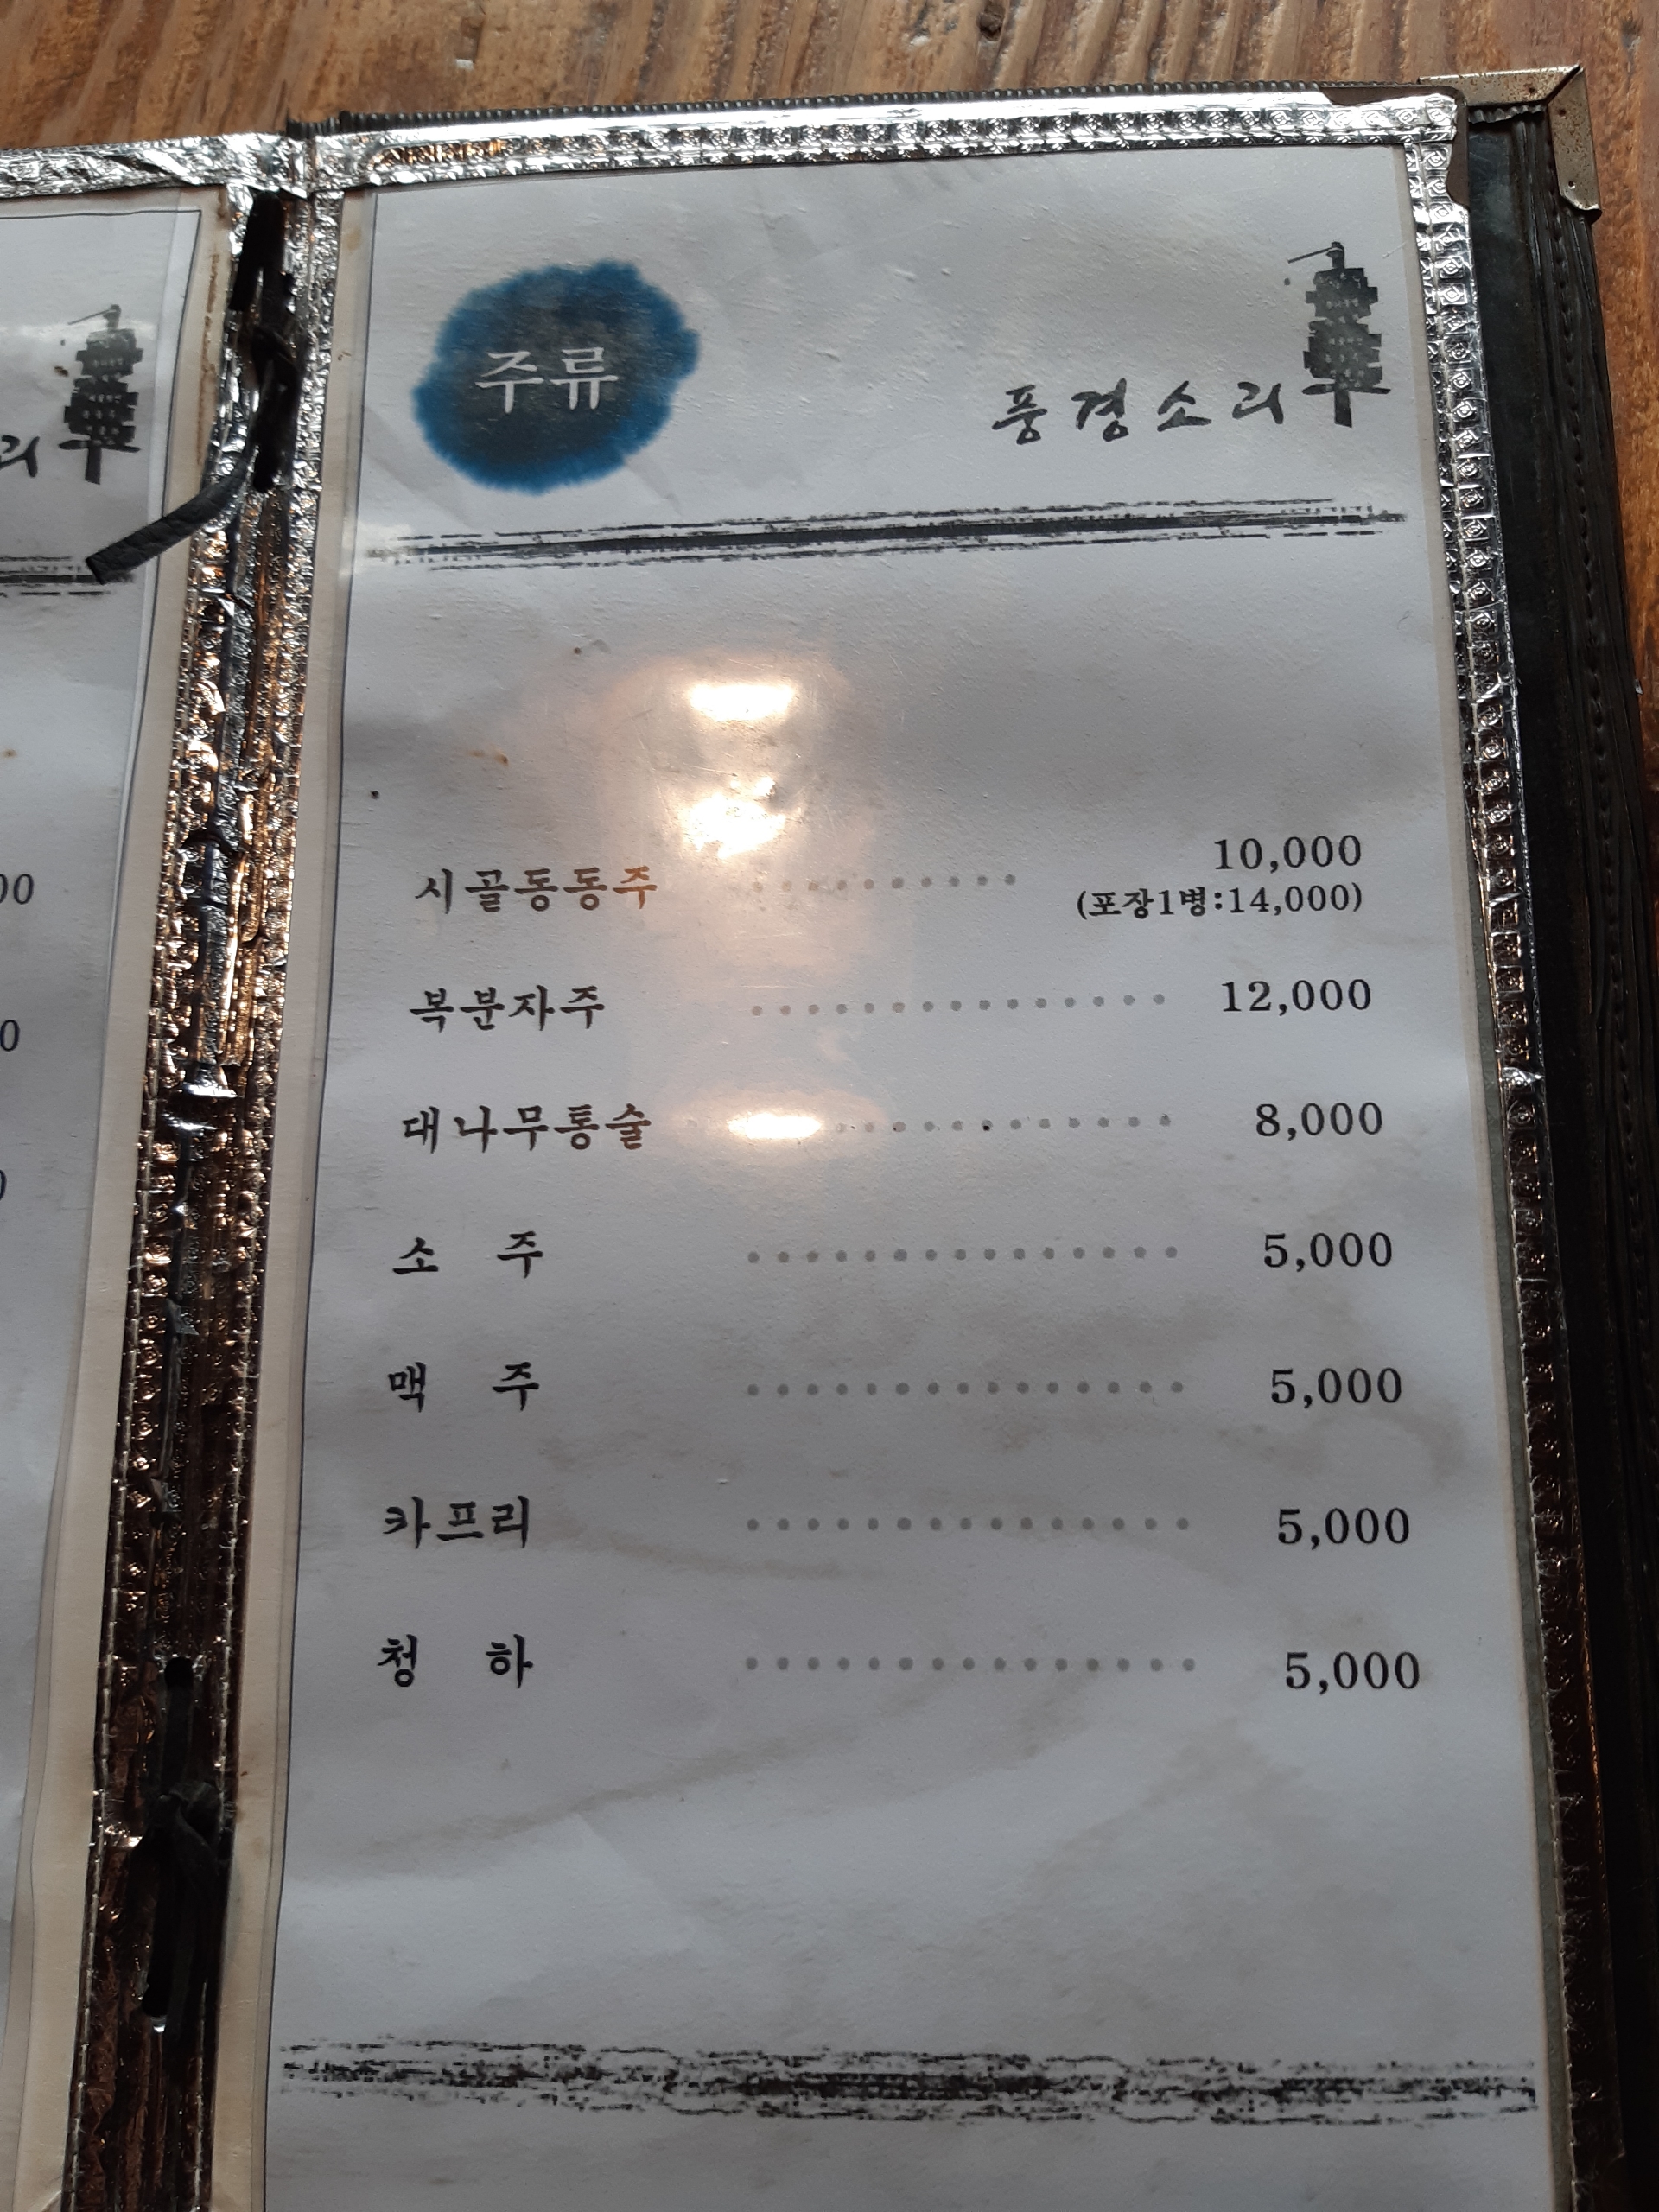 주류
풍경소리
시골동동주 10,000
(포장1병:14,000)
복분자주 12,000
대나무통술 8,000
소 주 5,000
맥 주 5,000
카프리 5,000
청 하 5,000